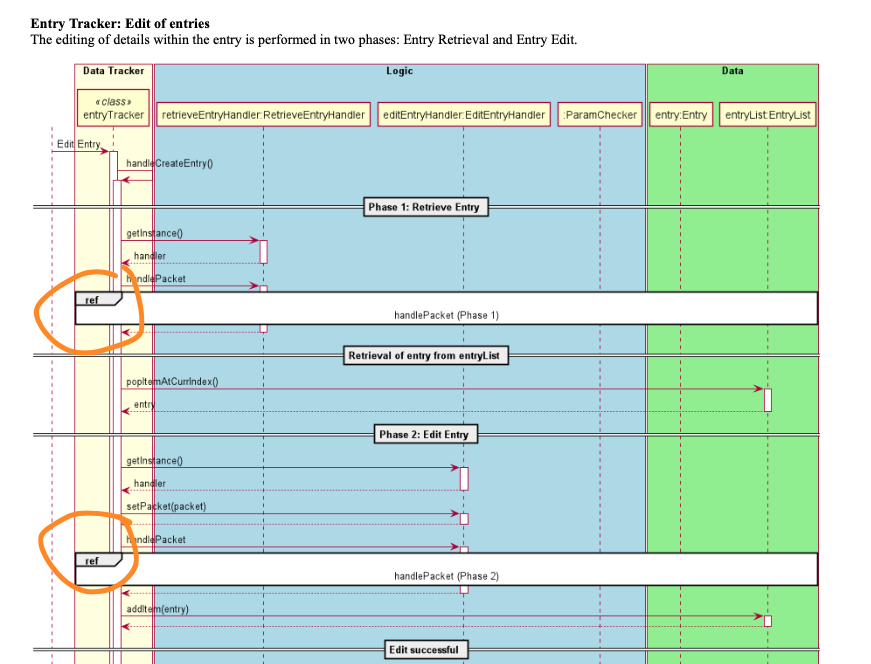 Entry Tracker: Edit of entries
The editing of details within the entry is performed in two phases: Entry Retrieval and Entry Edit.
Data Tracker Logic Data
«class»
entryTracker retrieveEntryHandler:RetrieveEntryHandler editEntryHandler:EditEntryHandler :ParamChecker entry:Entry entryList:EntryList
Edit Entry
handleCreateEntry()
Phase 1: Retrieve Entry
getInstance()
handler
handlePacket
ref
handlePacket (Phase 1)
Retrieval of entry from entryList
popItemAtCurrIndex()
entry
Phase 2: Edit Entry
getInstance()
handler
setPacket(packet)
handlePacket
ref
handlePacket (Phase 2)
addItem(entry)
Edit successful